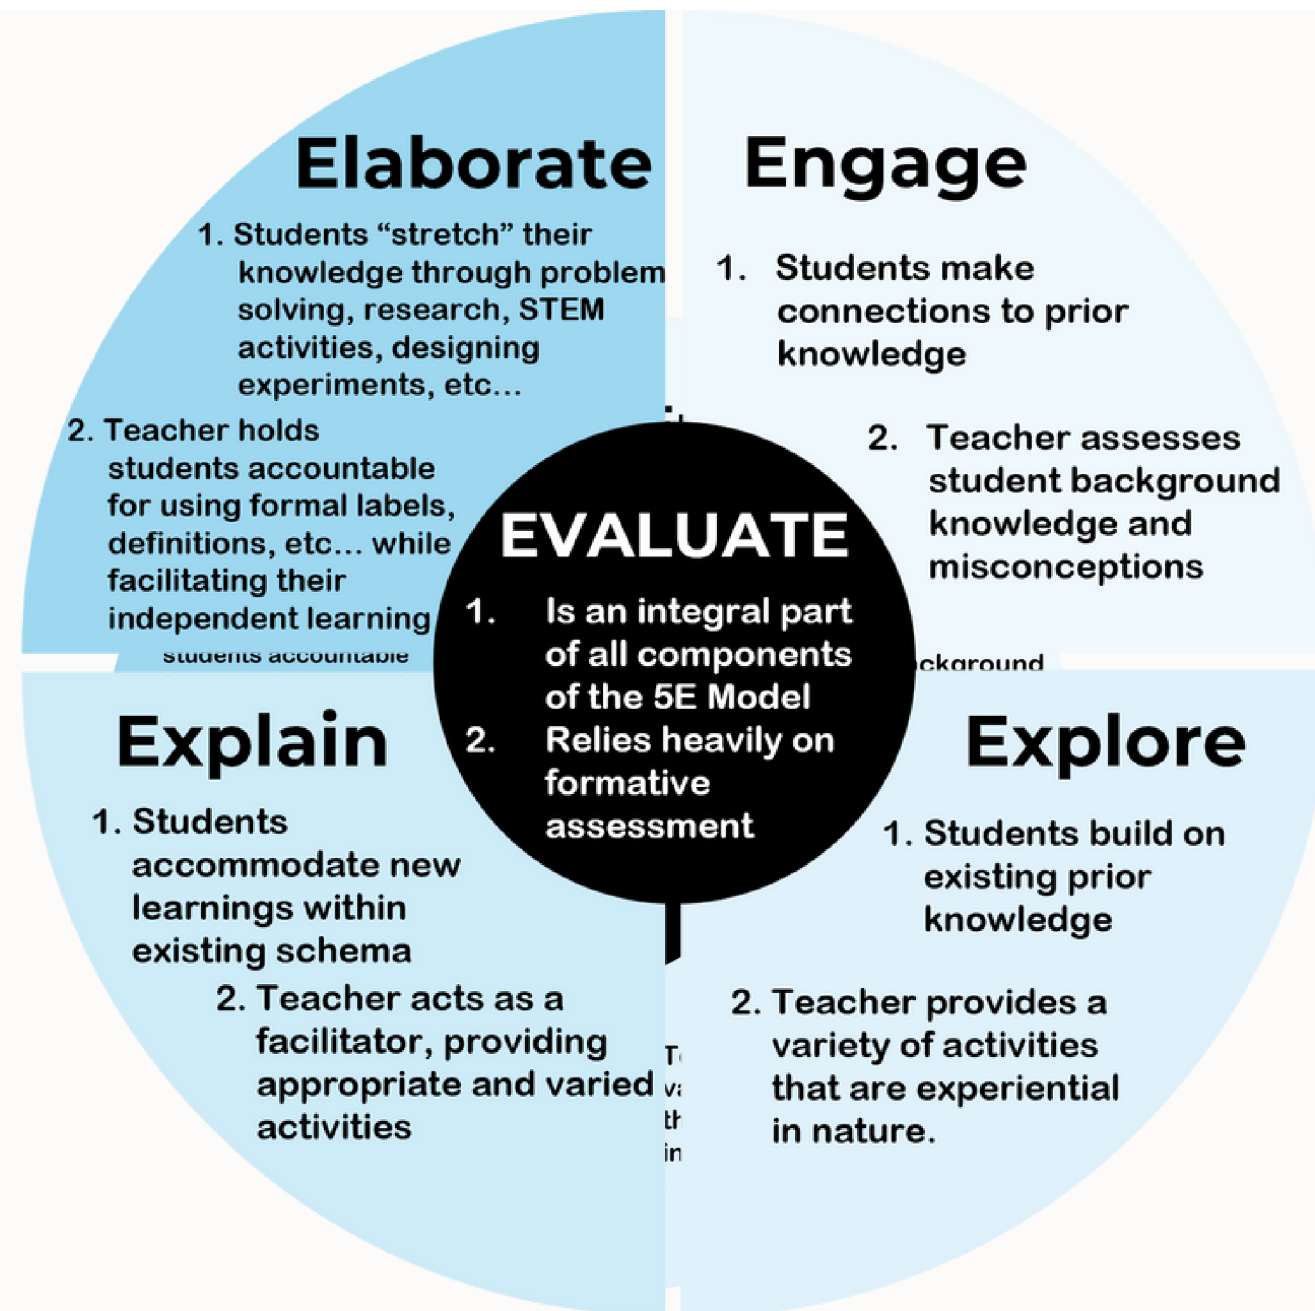 Elaborate
1. Students “stretch” their
knowledge through problem
solving, research, STEM
activities, designing
experiments, etc...
2. Teacher holds
students accountable
for using formal labels,
definitions, etc... while
facilitating their
independent learning
students accountable
Engage
1. Students make
connections to prior
knowledge
2. Teacher assesses
student background
knowledge and
misconceptions
ckground
EVALUATE
1. Is an integral part
of all components
of the 5E Model
2. Relies heavily on
formative
assessment
Explain
1. Students
accommodate new
learnings within
existing schema
2. Teacher acts as a
facilitator, providing
appropriate and varied
activities
Explore
1. Students build on
existing prior
knowledge
2. Teacher provides a
variety of activities
that are experiential
in nature.